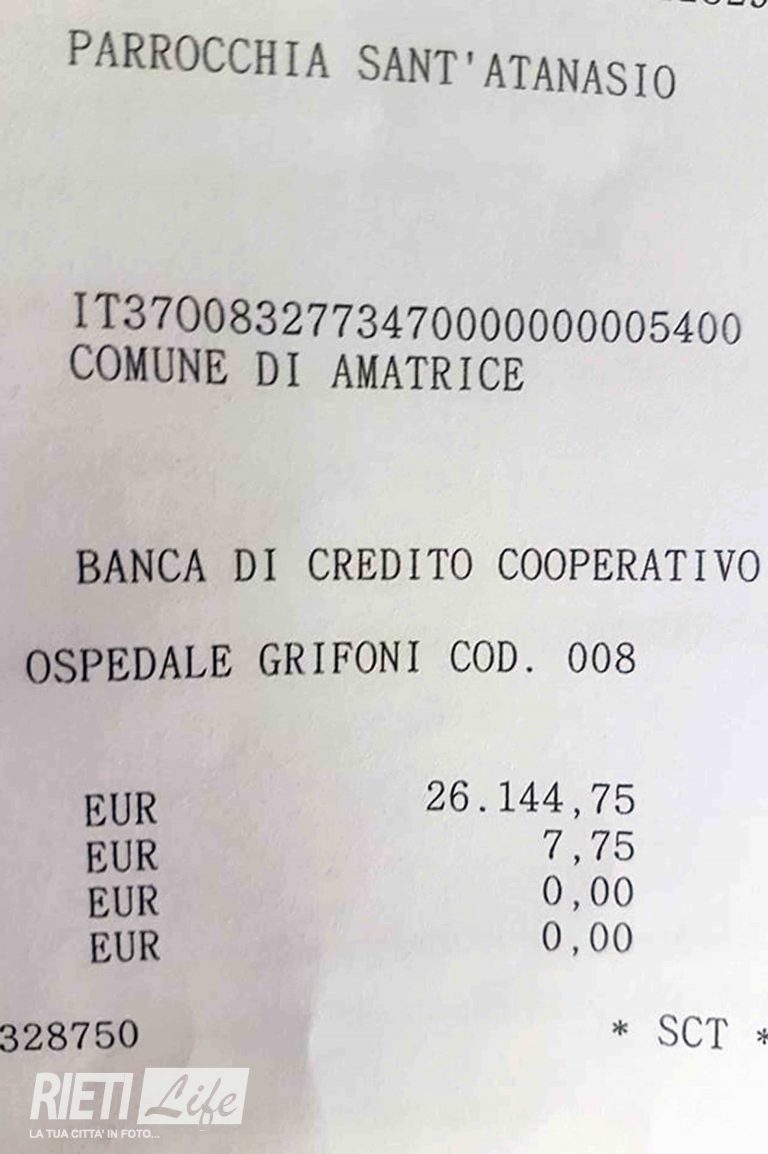 PARROCCHIA SANT'ATANASIO
IT37O0832773470000000005400
COMUNE DI AMATRICE
BANCA DI CREDITO COOPERATIVO
OSPEDALE GRIFONI COD. 008
EUR 26.144,75
EUR 7,75
EUR 0,00
EUR 0,00
328750 * SCT *
RIETI Life
LA TUA CITTA' IN FOTO...